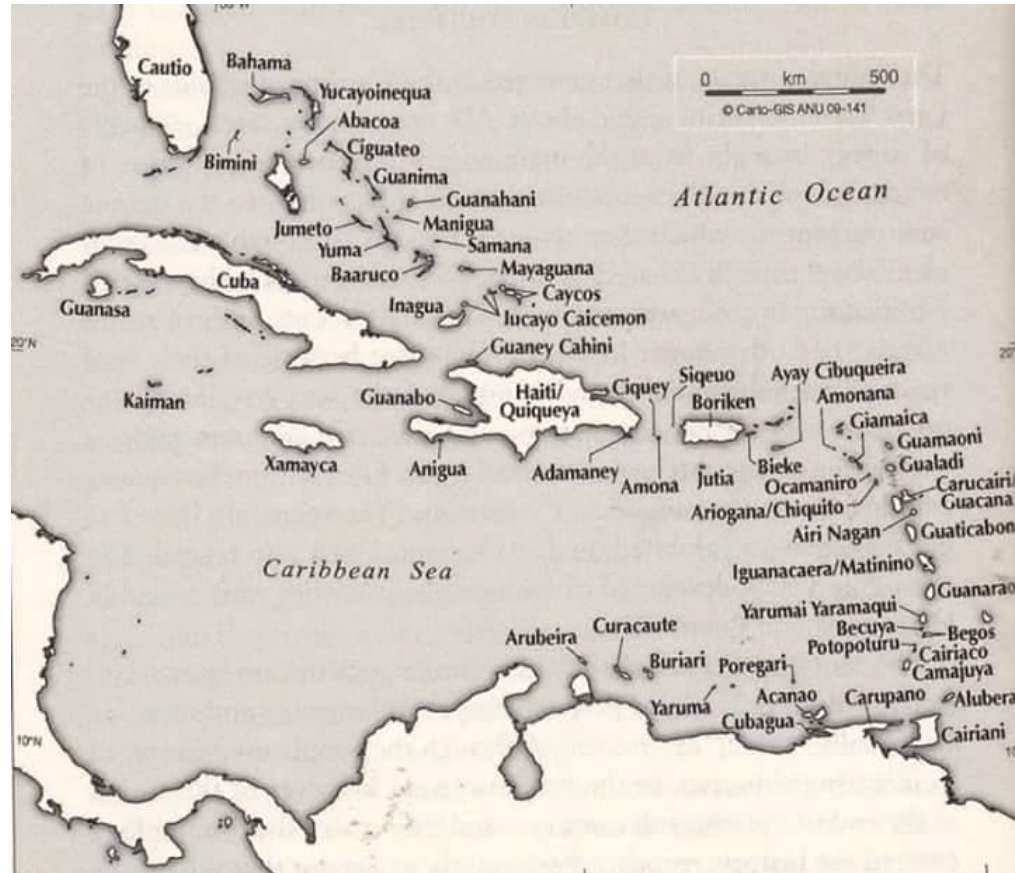 Cautio
Bahama
Yucayoinequa
Abacoa
Bimini
Ciguateo
Guanima
Guanahani
Jumeto
Manigua
Yuma
Samana
Baaruco
Mayaguana
Cuba
Guanasa
Inagua
Caycos
Iucayo Caicemon
Guaney Cahini
0 km 500
© Carto-GIS ANU 09-141
Atlantic Ocean
20°N
20°
Kaiman
Xamayca
Guanabo
Haiti/
Quiqueya
Anigua
Adamaney
Ciquey
Amona
Siqeuo
Boriken
Jutia
Bieke
Ayay Cibuqueira
Amonana
Giamaica
Guamaoni
Gualadi
Ocamaniro
Ariogana/Chiquito
Carucairi/
Guacana
Airi Nagan
Guaticabon
Iguanacaera/Matinino
Guanarao
Yarumai Yaramaqui
Becuya
Begos
Potopoturu
Cairiaco
Camajuya
Caribbean Sea
Arubeira
Curacaute
Buriari
Yaruma
Poregari
Acanao
Cubagua
Carupano
Alubera
Cairiani
10°N
10